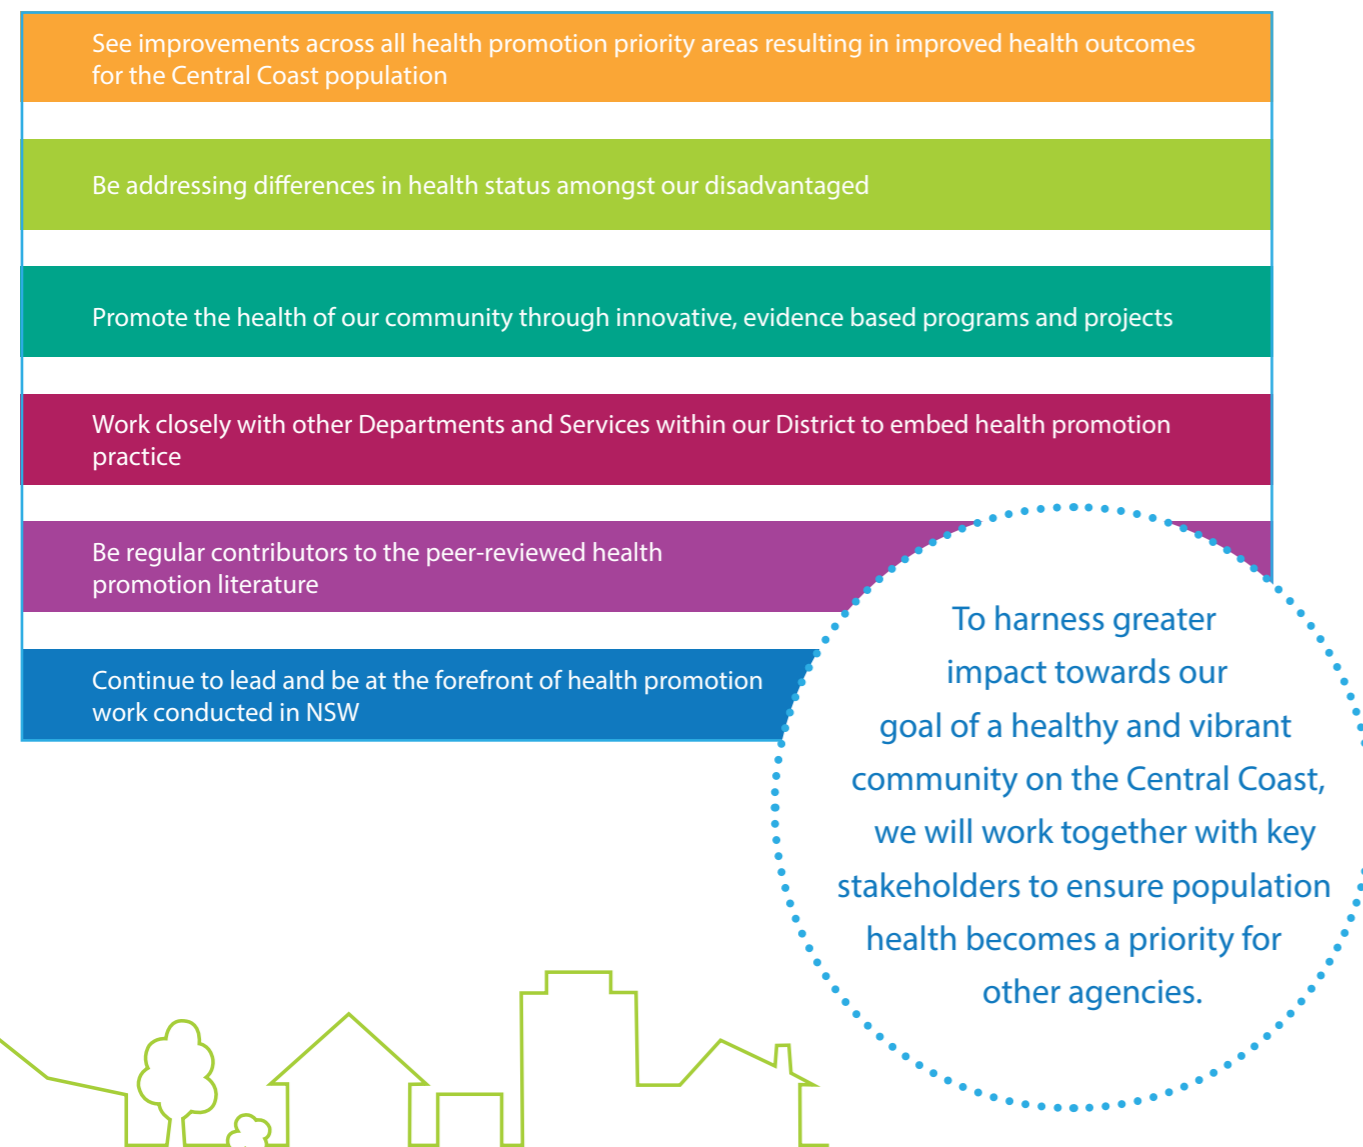 See improvements across all health promotion priority areas resulting in improved health outcomes
for the Central Coast population
Be addressing differences in health status amongst our disadvantaged
Promote the health of our community through innovative, evidence based programs and projects
Work closely with other Departments and Services within our District to embed health promotion
practice
Be regular contributors to the peer-reviewed health
promotion literature
Continue to lead and be at the forefront of health promotion
work conducted in NSW
To harness greater
impact towards our
goal of a healthy and vibrant
community on the Central Coast,
we will work together with key
stakeholders to ensure population
health becomes a priority for
other agencies.